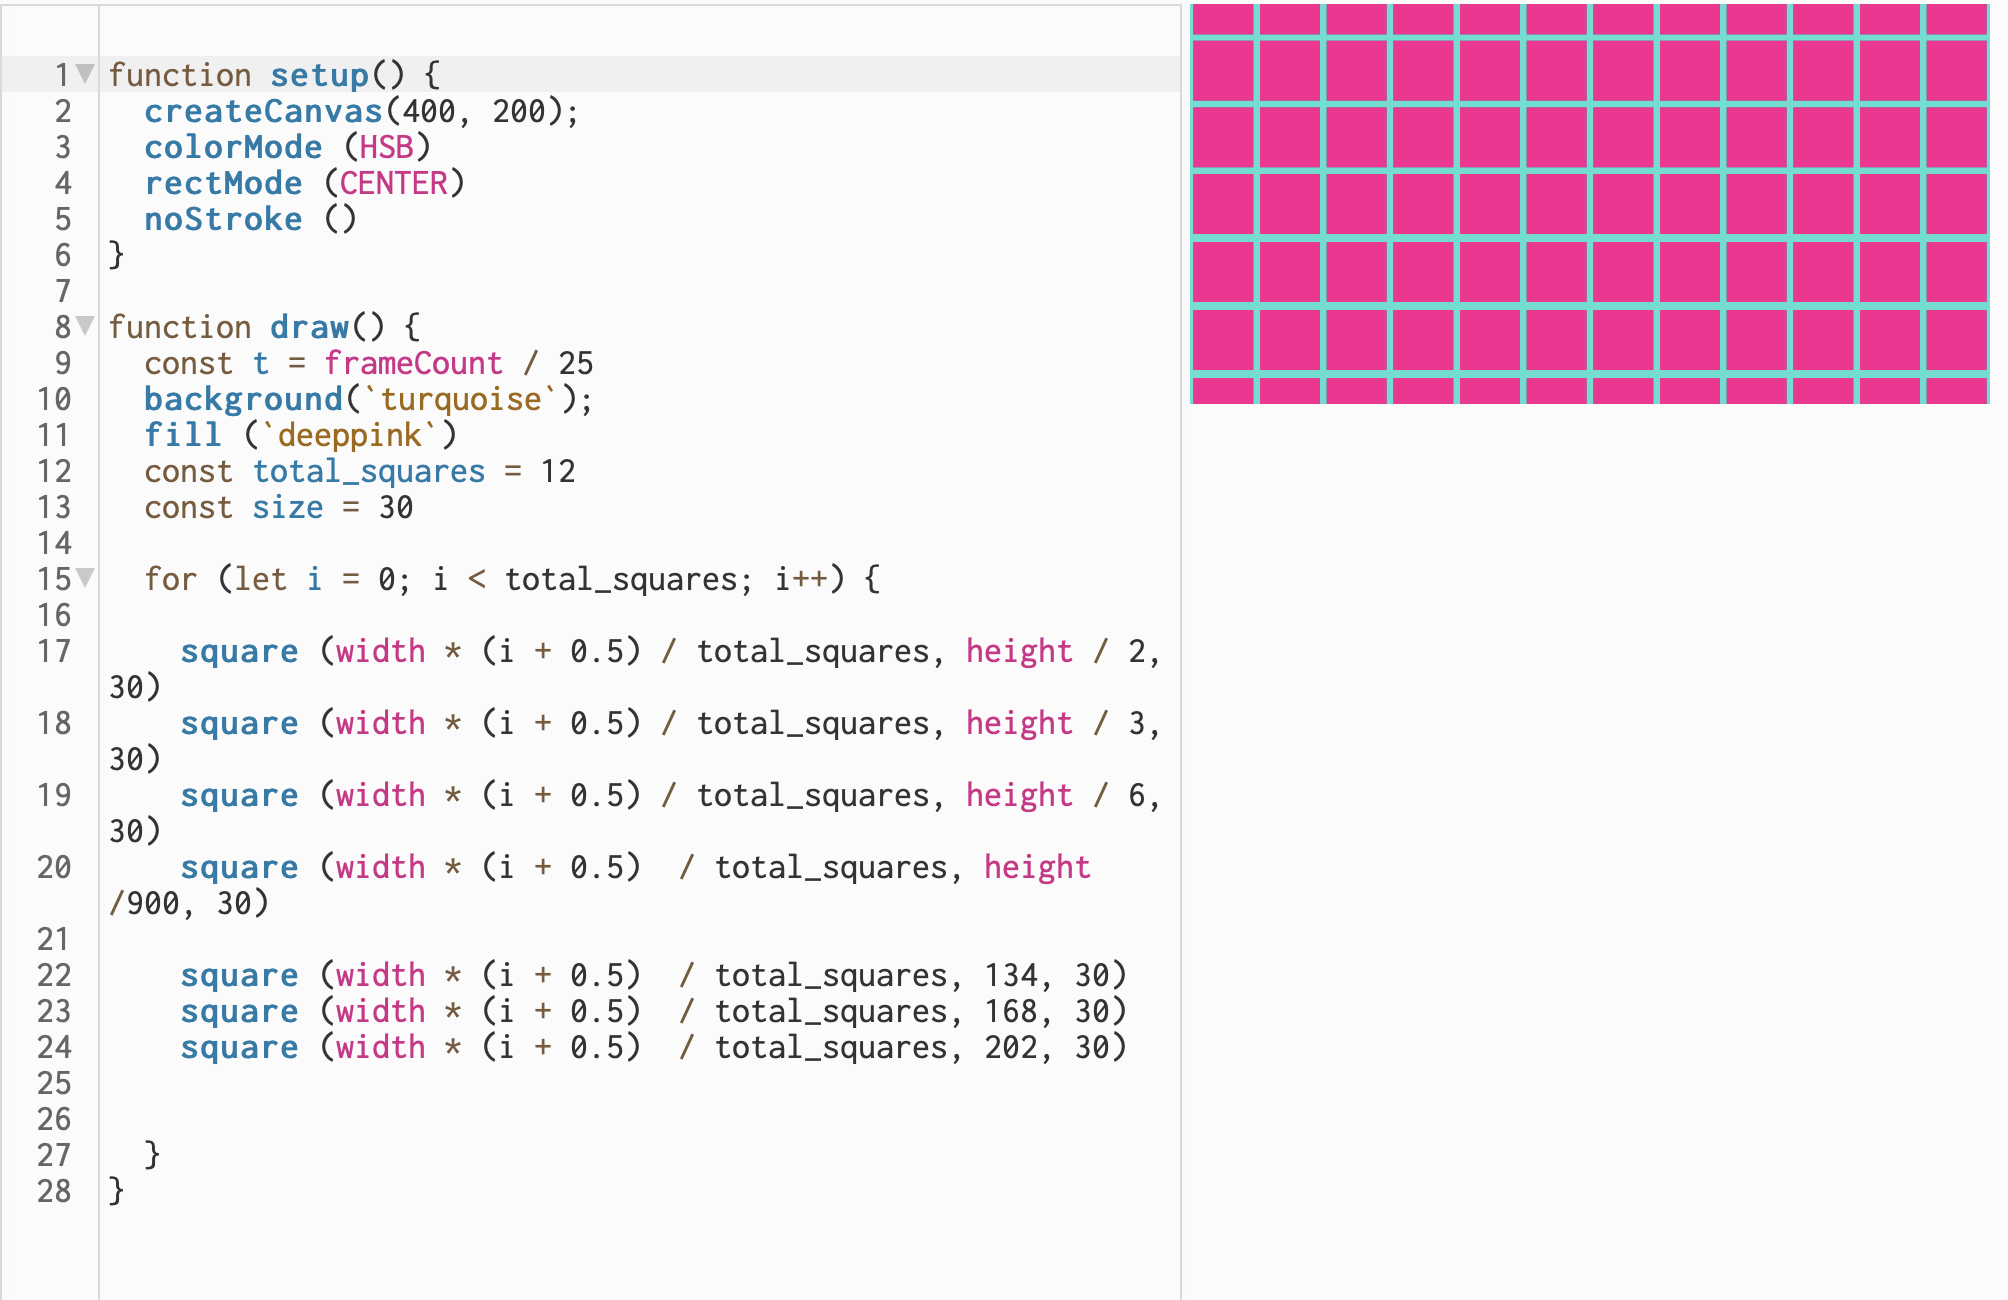 1 function setup() {
2 createCanvas(400, 200);
3 colorMode (HSB)
4 rectMode (CENTER)
5 noStroke ()
6 }
7
8 function draw() {
9 const t = frameCount / 25
10 background(`turquoise`);
11 fill (`deeppink`)
12 const total_squares = 12
13 const size = 30
14
15 for (let i = 0; i < total_squares; i++) {
16
17 square (width * (i + 0.5) / total_squares, height / 2,
30)
18 square (width * (i + 0.5) / total_squares, height / 3,
30)
19 square (width * (i + 0.5) / total_squares, height / 6,
30)
20 square (width * (i + 0.5)  / total_squares, height
/900, 30)
21
22 square (width * (i + 0.5)  / total_squares, 134, 30)
23 square (width * (i + 0.5)  / total_squares, 168, 30)
24 square (width * (i + 0.5)  / total_squares, 202, 30)
25
26
27 }
28 }